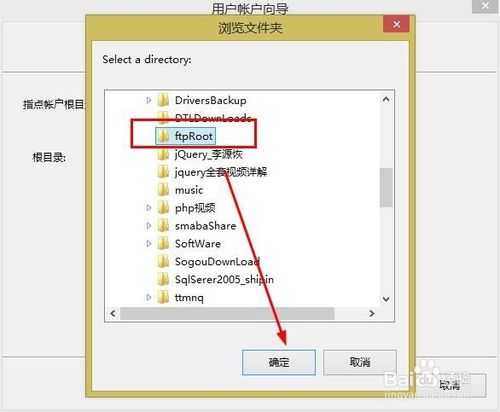 用户帐户向导
浏览文件夹
Select a directory:
指点帐户根目
根目录:
DriversBackup
DTLDownLoads
ftpRoot
jQuery_李源恢
jquery全套视频详解
music
php视频
smabaShare
SoftWare
SogouDownLoad
SqlSerer2005_shipin
ttmnq
确定
取消
取消
Baidu经验
jingyan.baidu.com